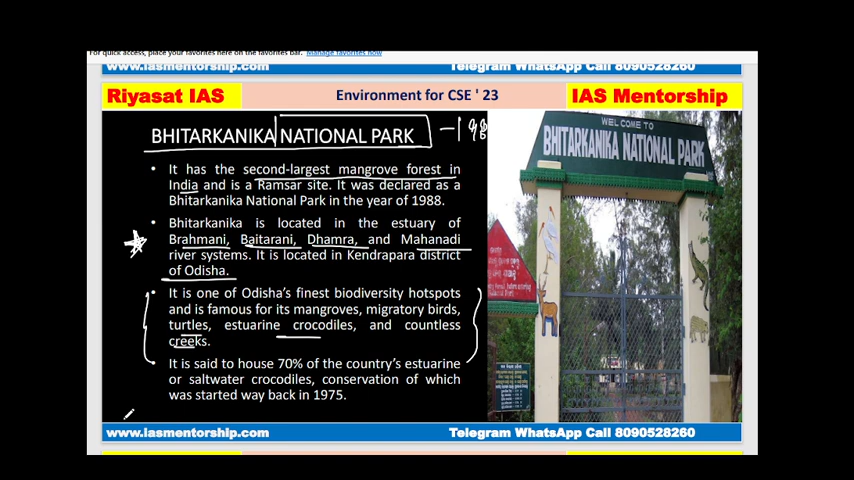 For quick access, place your favorites here on the favorites bar. Manage favorites now
www.iasmentorship.com Telegram WhatsApp Call 8090528260
Riyasat IAS Environment for CSE ' 23 IAS Mentorship
BHITARKANIKA NATIONAL PARK -198
WELCOME TO
BHITARKANIKA NATIONAL PARK
• It has the second-largest mangrove forest in
India and is a Ramsar site. It was declared as a
Bhitarkanika National Park in the year of 1988.
• Bhitarkanika is located in the estuary of
Brahmani, Baitarani, Dhamra, and Mahanadi
river systems. It is located in Kendrapara district
of Odisha.
• It is one of Odisha's finest biodiversity hotspots
and is famous for its mangroves, migratory birds,
turtles, estuarine crocodiles, and countless
creeks.
• It is said to house 70% of the country's estuarine
or saltwater crocodiles, conservation of which
was started way back in 1975.
www.iasmentorship.com Telegram WhatsApp Call 8090528260